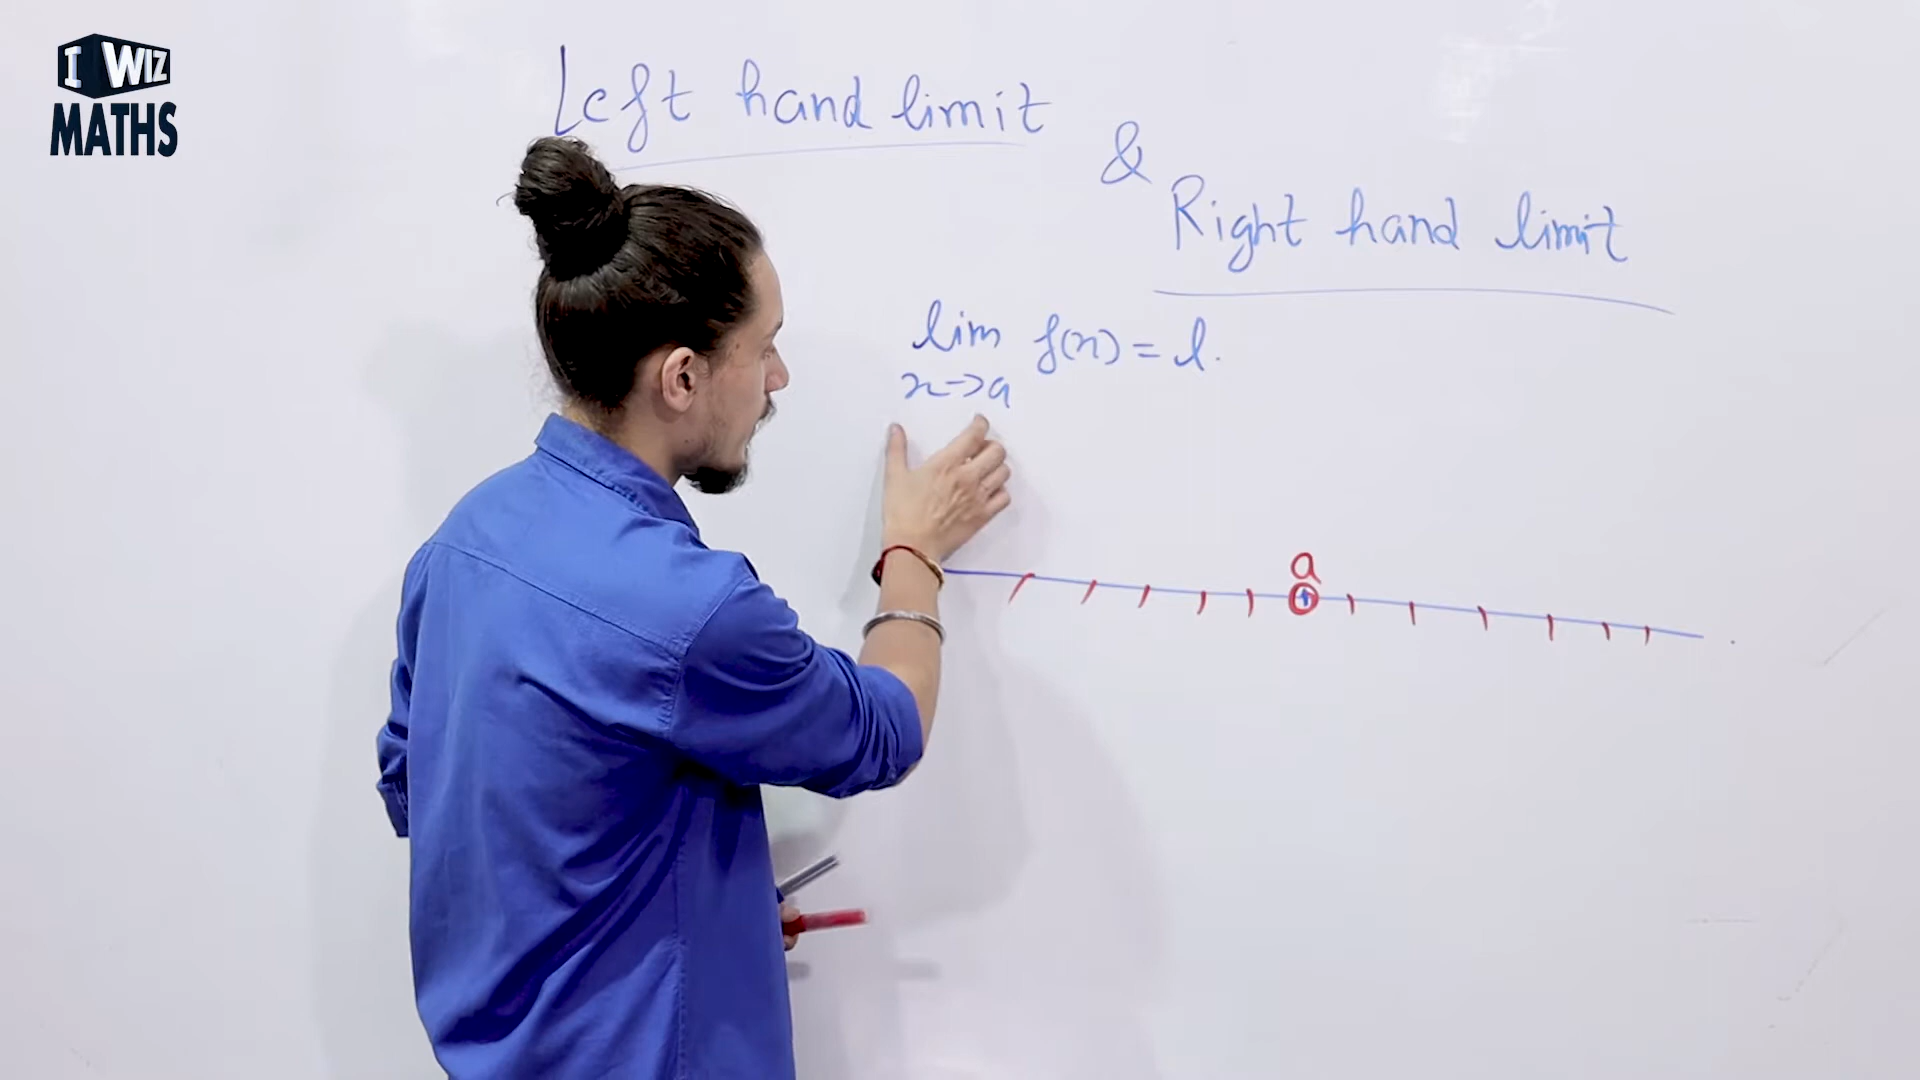 I WIZ
MATHS
Left hand limit
&
Right hand limit
lim f(x) = l.
x→a
a